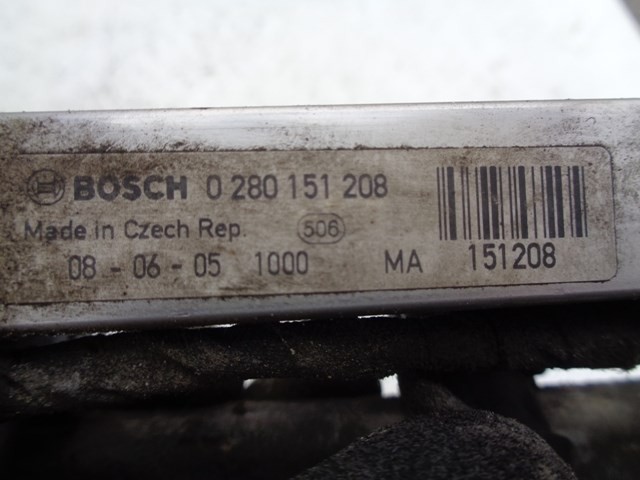 BOSCH 0 280 151 208
Made in Czech Rep. 506
08 - 06 - 05 1000 MA 151208